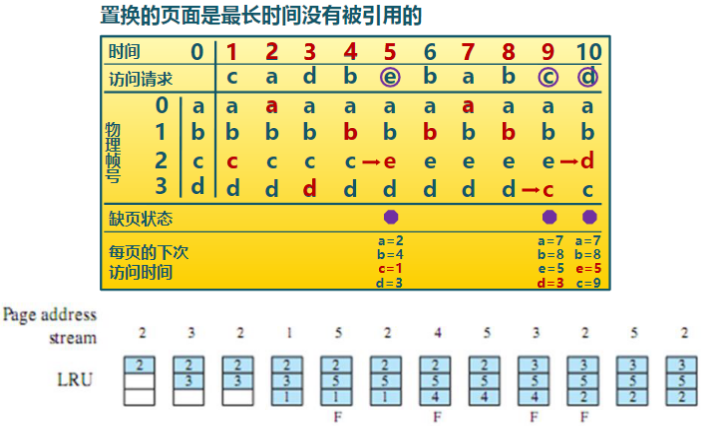 置换的页面是最长时间没有被引用的
时间 0 1 2 3 4 5 6 7 8 9 10
访问请求 c a d b e b a b c d
物理帧号
0 a a a a a a a a a a a
1 b b b b b b b b b b b
2 c c c c c →e e e e e →d
3 d d d d d d d d d →c c
缺页状态
每页的下次访问时间
a=2 a=7 a=7
b=4 b=8 b=8
c=1 e=5 e=5
d=3 d=3 c=9
Page address
stream 2 3 2 1 5 2 4 5 3 2 5 2
LRU
2 2 2 2 2 2 2 2 3 3 3 3
3 3 3 5 5 5 5 5 5 5 5
1 1 1 4 4 4 2 2 2
F F F F